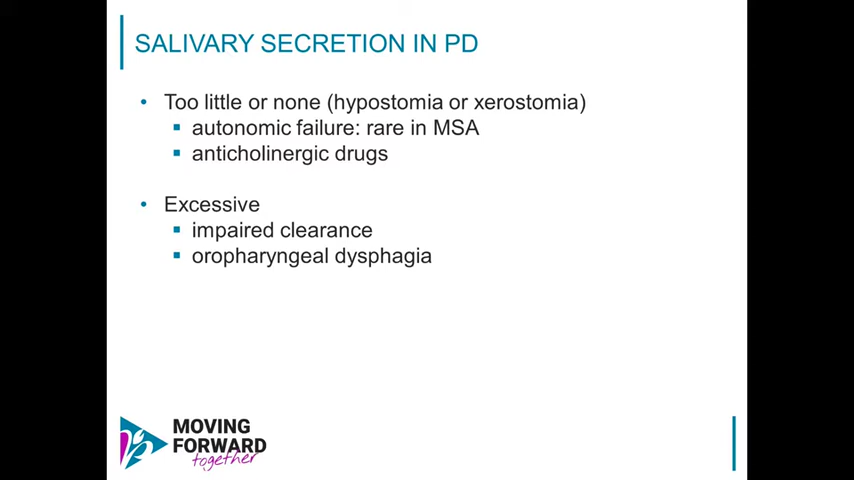 SALIVARY SECRETION IN PD
• Too little or none (hypostomia or xerostomia)
▪ autonomic failure: rare in MSA
▪ anticholinergic drugs
• Excessive
▪ impaired clearance
▪ oropharyngeal dysphagia
MOVING
FORWARD
together